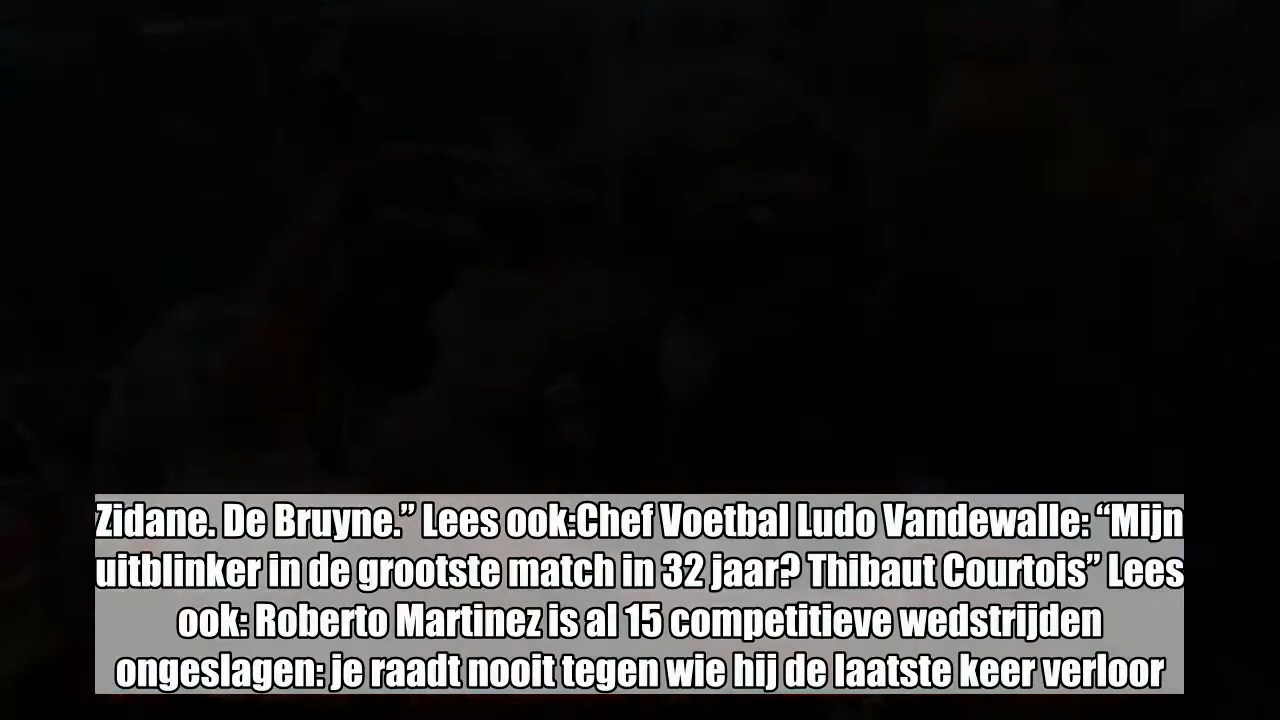 Zidane. De Bruyne.” Lees ook:Chef Voetbal Ludo Vandewalle: “Mijn
uitblinker in de grootste match in 32 jaar? Thibaut Courtois” Lees
ook: Roberto Martinez is al 15 competitieve wedstrijden
ongeslagen: je raadt nooit tegen wie hij de laatste keer verloor